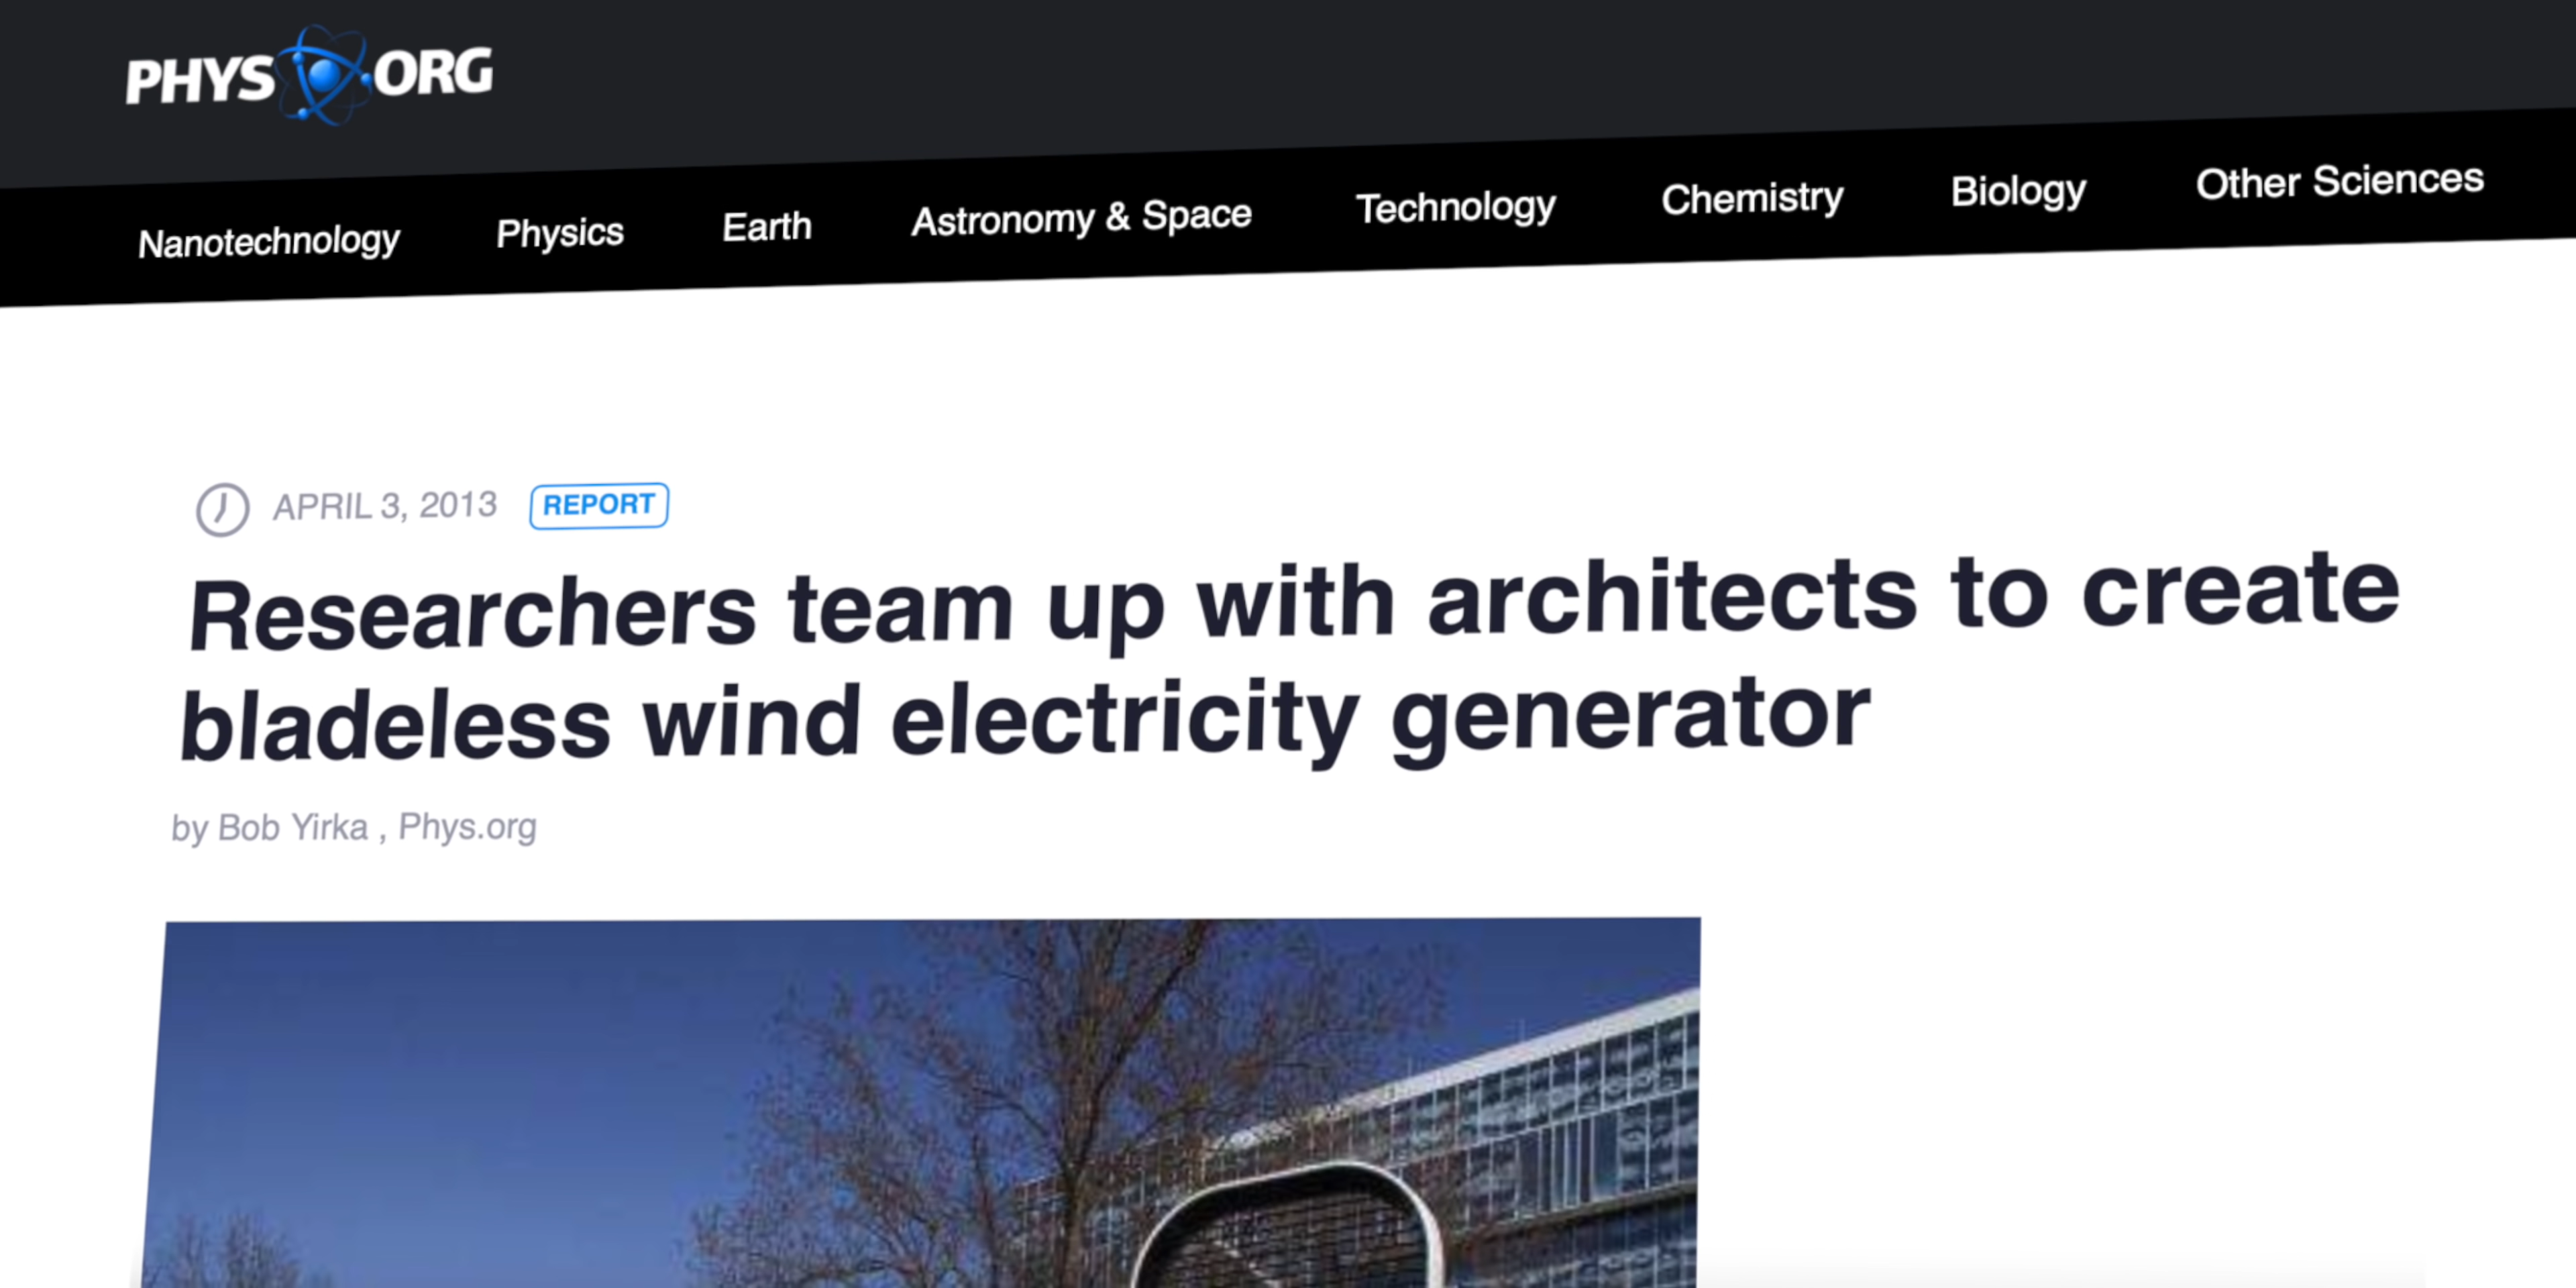 PHYS ORG
Nanotechnology Physics Earth Astronomy & Space Technology Chemistry Biology Other Sciences
APRIL 3, 2013 REPORT
Researchers team up with architects to create
bladeless wind electricity generator
by Bob Yirka , Phys.org